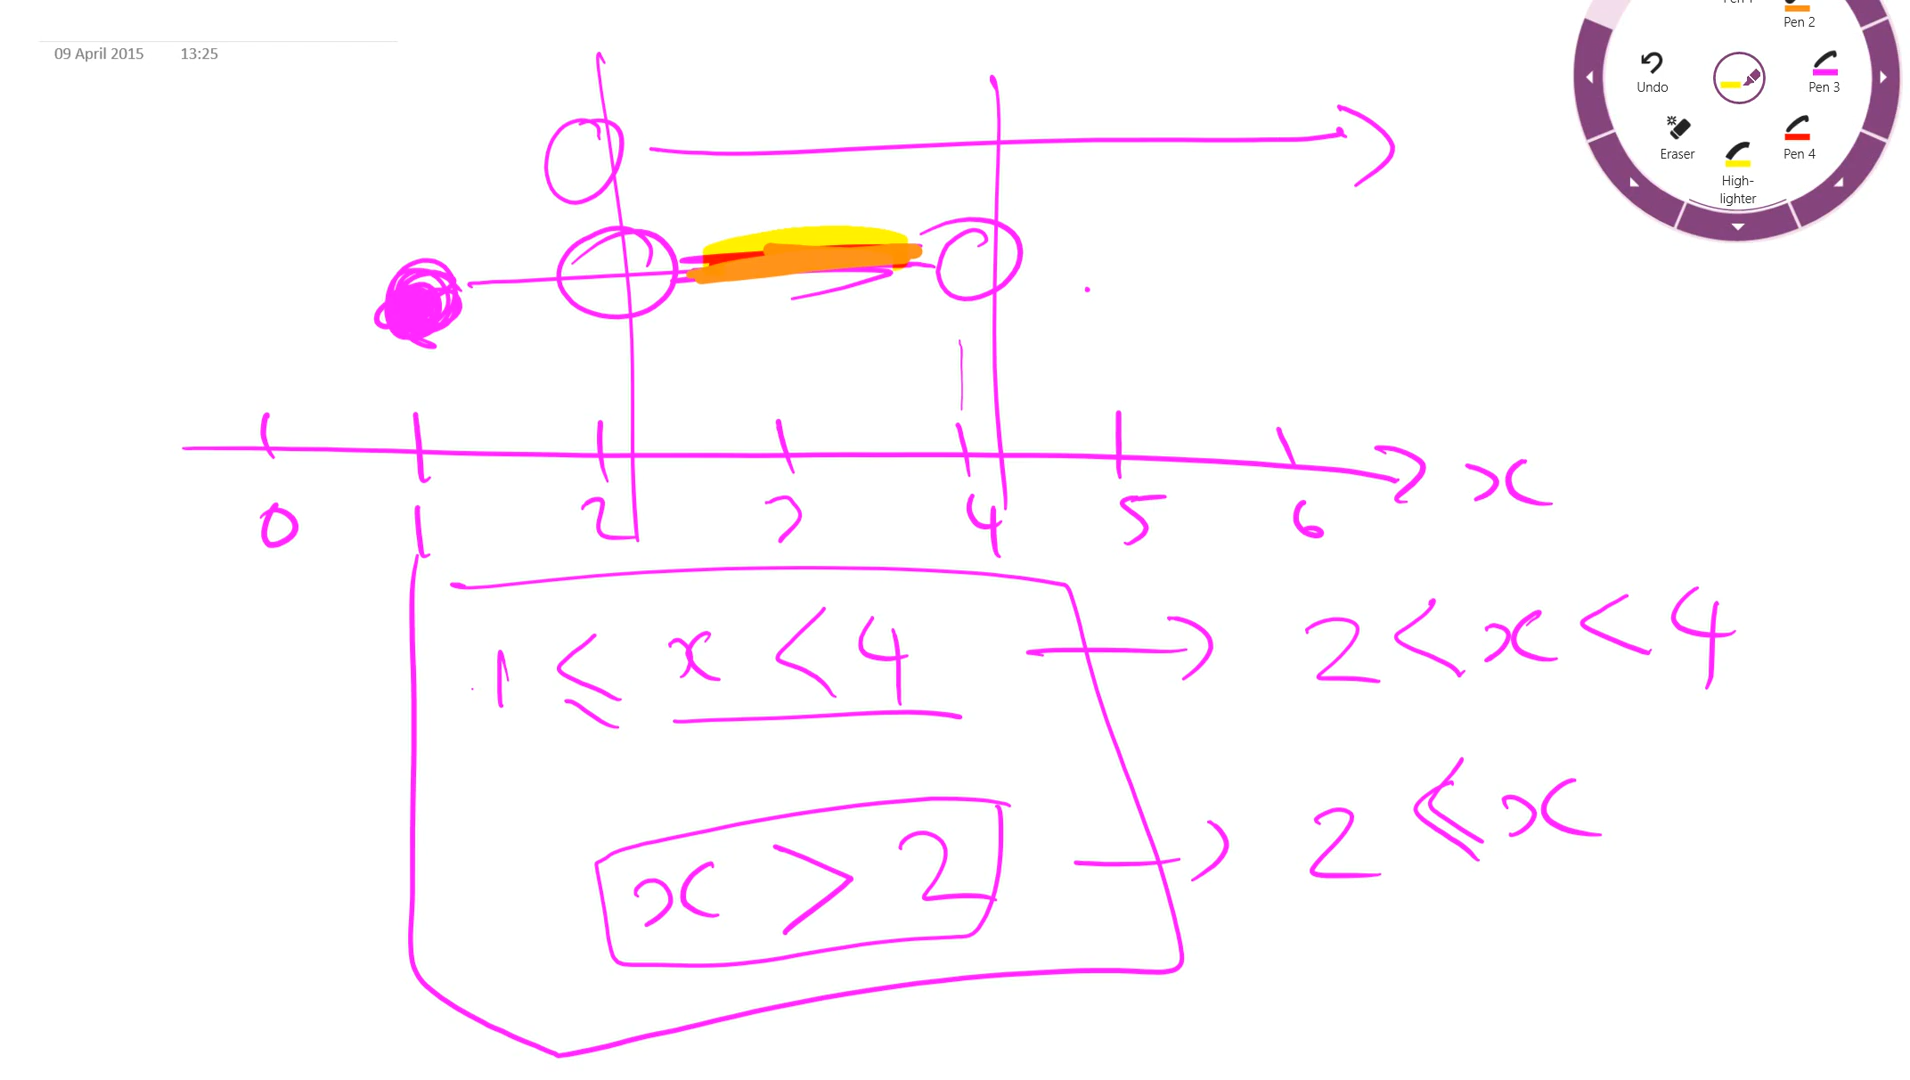 09 April 2015 13:25
Pen 2
Undo
Pen 3
Eraser
Pen 4
High-
lighter
x
0 1 2 3 4 5 6
1 ≤ x < 4 → 2 < x < 4
x > 2 → 2 ≤ x